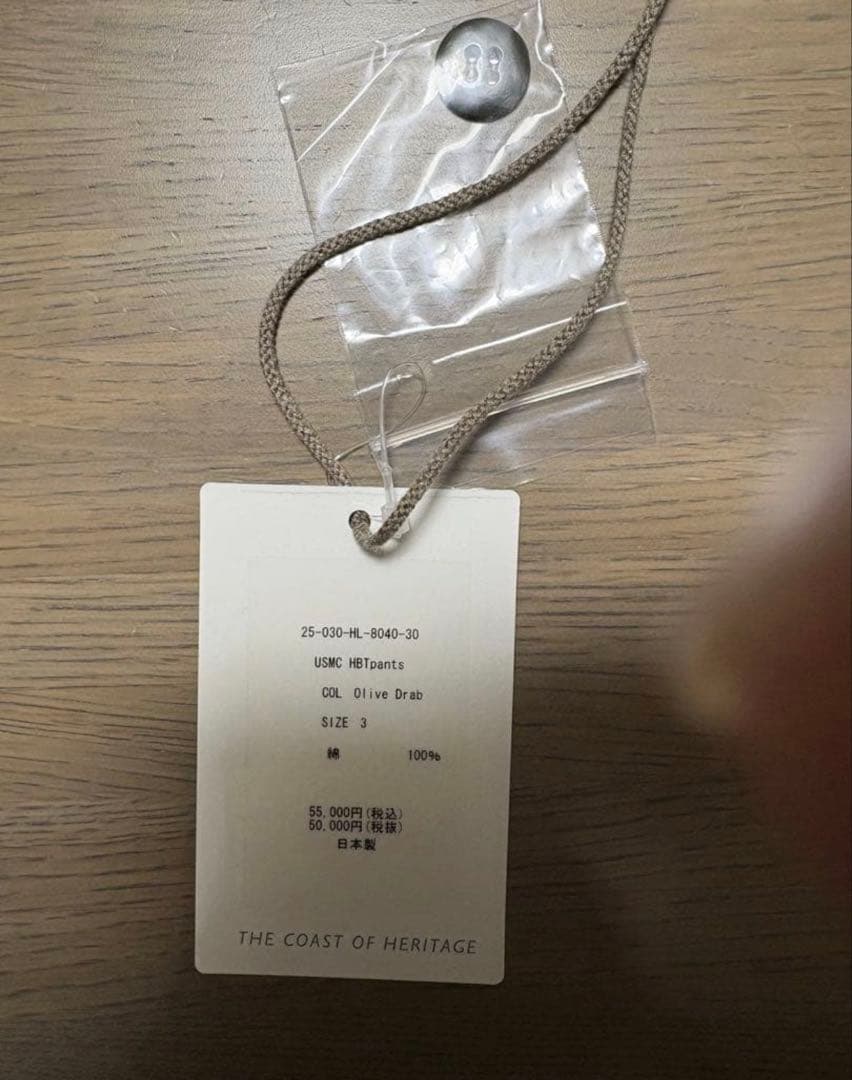 25-030-HL-8040-30
USMC HBTpants
COL Olive Drab
SIZE 3
綿 100%
55,000円(税込)
50,000円(税抜)
日本製
THE COAST OF HERITAGE